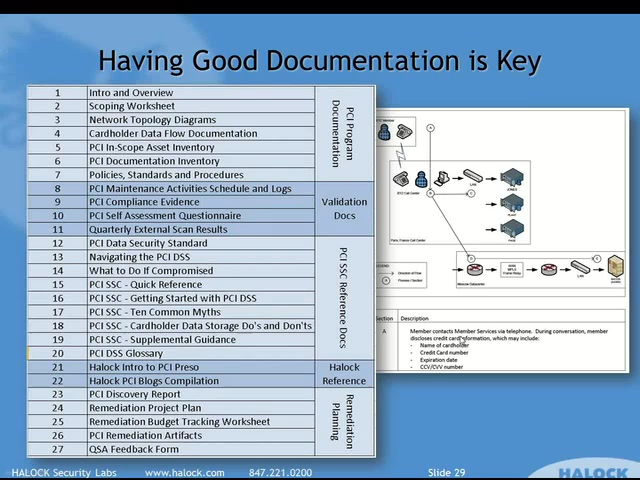 Having Good Documentation is Key
1 Intro and Overview
2 Scoping Worksheet
3 Network Topology Diagrams
4 Cardholder Data Flow Documentation
5 PCI In-Scope Asset Inventory
6 PCI Documentation Inventory
7 Policies, Standards and Procedures
PCI Program Documentation
8 PCI Maintenance Activities Schedule and Logs
9 PCI Compliance Evidence
10 PCI Self Assessment Questionnaire
11 Quarterly External Scan Results
Validation Docs
12 PCI Data Security Standard
13 Navigating the PCI DSS
14 What to Do If Compromised
15 PCI SSC - Quick Reference
16 PCI SSC - Getting Started with PCI DSS
17 PCI SSC - Ten Common Myths
18 PCI SSC - Cardholder Data Storage Do's and Don'ts
19 PCI SSC - Supplemental Guidance
20 PCI DSS Glossary
PCI SSC Reference Docs
21 Halock Intro to PCI Preso
22 Halock PCI Blogs Compilation
Halock Reference
23 PCI Discovery Report
24 Remediation Project Plan
25 Remediation Budget Tracking Worksheet
26 PCI Remediation Artifacts
27 QSA Feedback Form
Remediation Planning
Section Description
A Member contacts Member Services via telephone. During conversation, member
discloses credit card information, which may include:
- Name of cardholder
- Credit Card number
- Expiration date
- CCV/CVV number
HALOCK Security Labs www.halock.com 847.221.0200 Slide 29
HALOCK